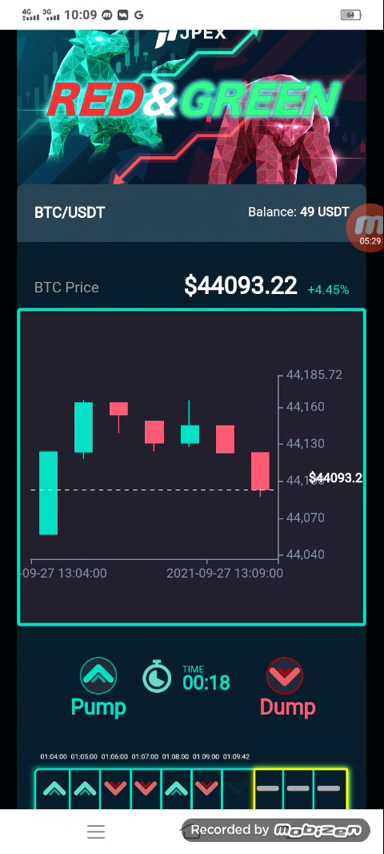 4G 3G 10:09 G 64
JPEX
RED&GREEN
BTC/USDT Balance: 49 USDT
05:29
BTC Price $44093.22 +4.45%
44,185.72
44,160
44,130
$44093.2
44,070
44,040
-09-27 13:04:00 2021-09-27 13:09:00
TIME
00:18
Pump Dump
01:04:00 01:05:00 01:06:00 01:07:00 01:08:00 01:09:00 01:09:42
Recorded by mobizen